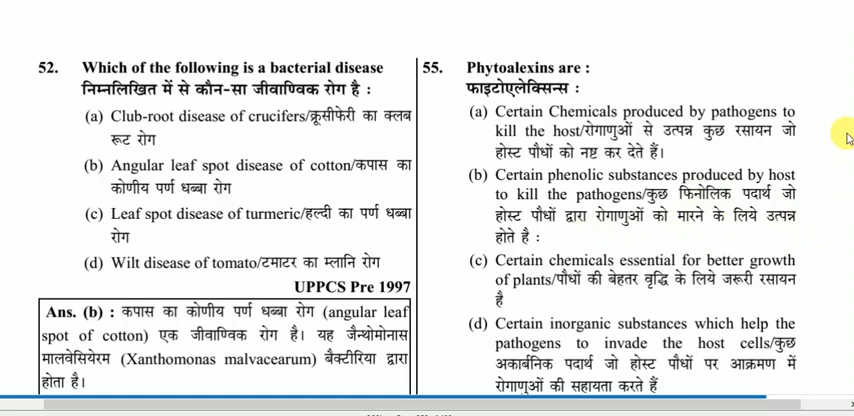 52. Which of the following is a bacterial disease
निम्नलिखित में से कौन-सा जीवाण्विक रोग है :
(a) Club-root disease of crucifers/क्रूसीफेरी का क्लब
रूट रोग
(b) Angular leaf spot disease of cotton/कपास का
कोणीय पर्ण धब्बा रोग
(c) Leaf spot disease of turmeric/हल्दी का पर्ण धब्बा
रोग
(d) Wilt disease of tomato/टमाटर का म्लानि रोग
UPPCS Pre 1997
Ans. (b) : कपास का कोणीय पर्ण धब्बा रोग (angular leaf
spot of cotton) एक जीवाण्विक रोग है। यह जैन्थोमोनास
मालवेसियेरम (Xanthomonas malvacearum) बैक्टीरिया द्वारा
होता है।
55. Phytoalexins are :
फाइटोएलेक्सिन्स :
(a) Certain Chemicals produced by pathogens to
kill the host/रोगाणुओं से उत्पन्न कुछ रसायन जो
होस्ट पौधों को नष्ट कर देते हैं।
(b) Certain phenolic substances produced by host
to kill the pathogens/कुछ फिनोलिक पदार्थ जो
होस्ट पौधों द्वारा रोगाणुओं को मारने के लिये उत्पन्न
होते है :
(c) Certain chemicals essential for better growth
of plants/पौधों की बेहतर वृद्धि के लिये जरूरी रसायन
है
(d) Certain inorganic substances which help the
pathogens to invade the host cells/कुछ
अकार्बनिक पदार्थ जो होस्ट पौधों पर आक्रमण में
रोगाणुओं की सहायता करते हैं